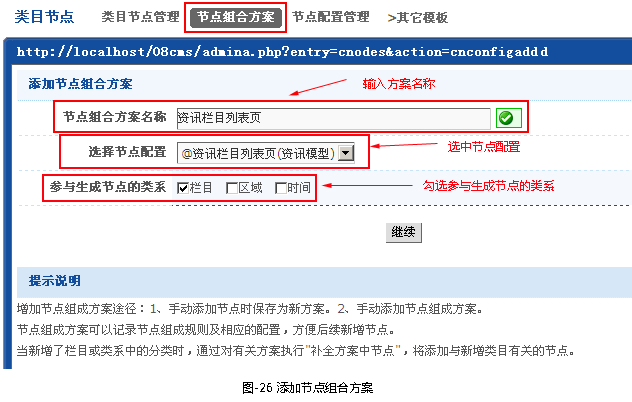 类目节点 类目节点管理 节点组合方案 节点配置管理 >其它模板
http://localhost/08cms/admina.php?entry=cnodes&action=cnconfigaddd
添加节点组合方案 输入方案名称
节点组合方案名称 资讯栏目列表页
选择节点配置 @资讯栏目列表页(资讯模型) 选中节点配置
参与生成节点的类系 栏目 区域 时间 勾选参与生成节点的类系
继续
提示说明
增加节点组成方案途径：1、手动添加节点时保存为新方案。2、手动添加节点组成方案。
节点组成方案可以记录节点组成规则及相应的配置，方便后续新增节点。
当新增了栏目或类系中的分类时，通过对有关方案执行"补全方案中节点"，将添加与新增类目有关的节点。
图-26 添加节点组合方案